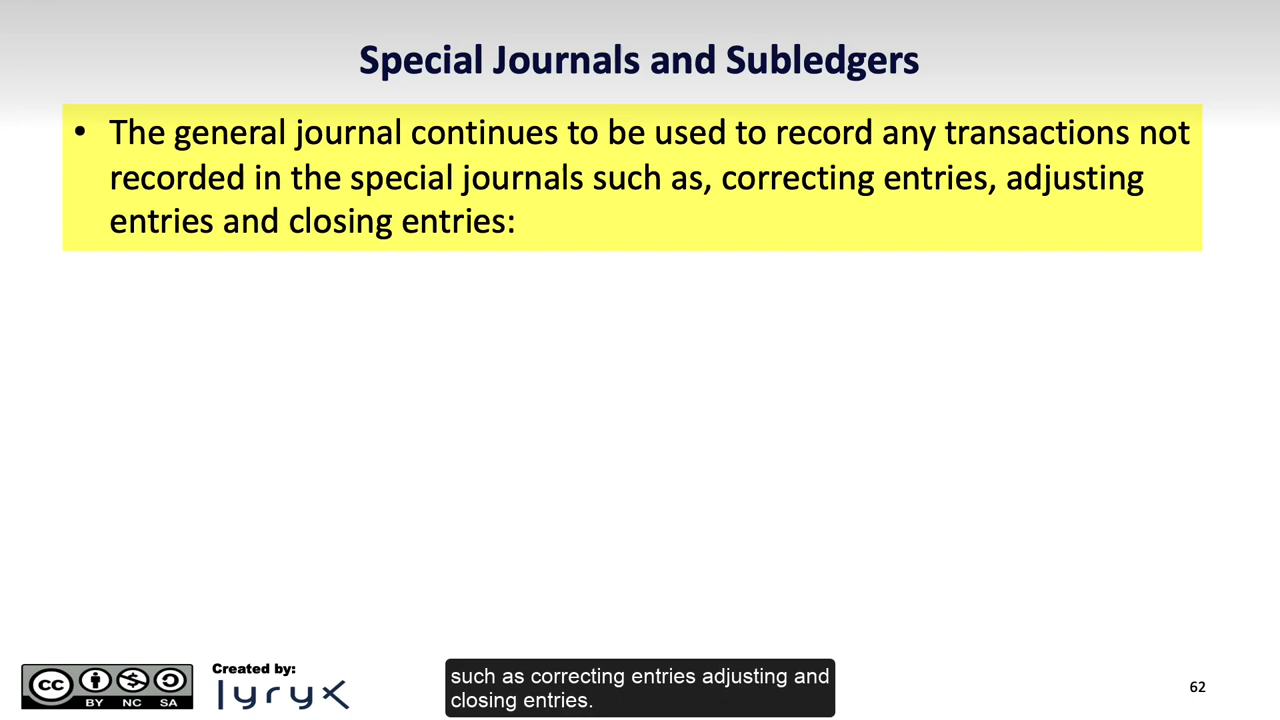 Special Journals and Subledgers
• The general journal continues to be used to record any transactions not
recorded in the special journals such as, correcting entries, adjusting
entries and closing entries:
cc
BY NC SA
Created by:
lyryx
such as correcting entries adjusting and
closing entries.
62